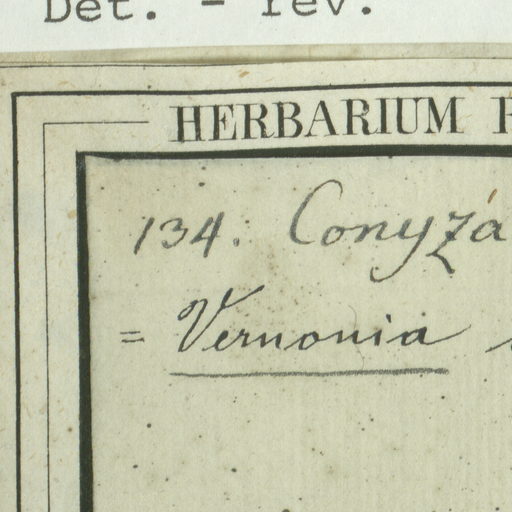 Det. - rev.
HERBARIUM
134. Conyza
= Vernonia